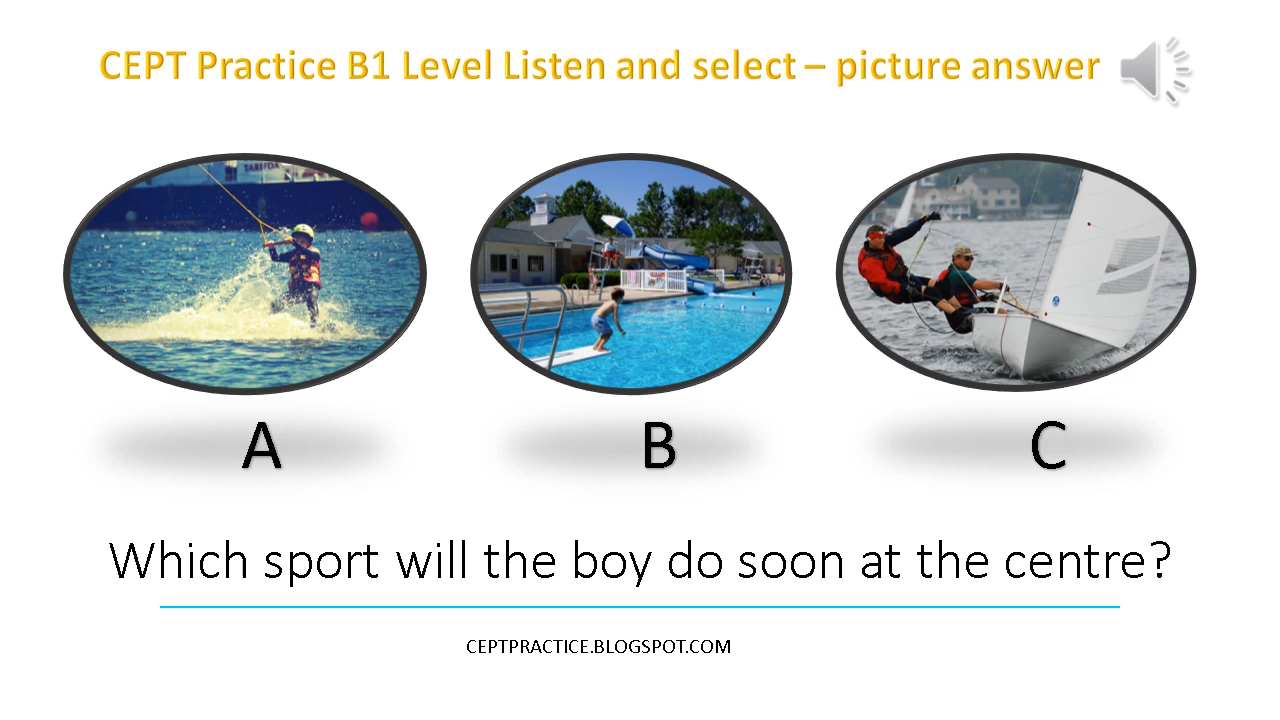 CEPT Practice B1 Level Listen and select – picture answer
TARIFDA
A
B
C
Which sport will the boy do soon at the centre?
CEPTPRACTICE.BLOGSPOT.COM